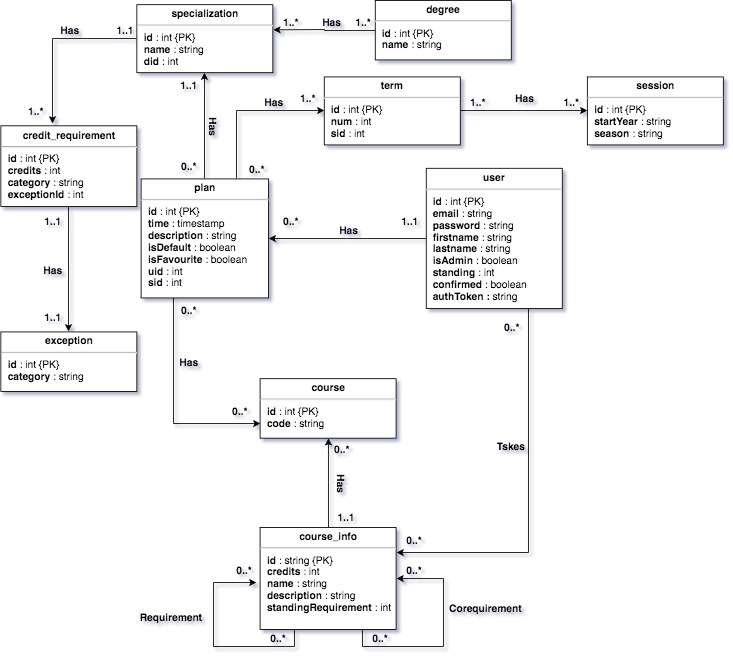 specialization
id : int {PK}
name : string
did : int
degree
id : int {PK}
name : string
Has
1..*
1..*
Has
1..1
1..*
credit_requirement
id : int {PK}
credits : int
category : string
exceptionId : int
1..1
Has
1..1
exception
id : int {PK}
category : string
1..1
Has
0..*
term
id : int {PK}
num : int
sid : int
Has
1..*
0..*
session
id : int {PK}
startYear : string
season : string
1..*
Has
1..*
plan
id : int {PK}
time : timestamp
description : string
isDefault : boolean
isFavourite : boolean
uid : int
sid : int
user
id : int {PK}
email : string
password : string
firstname : string
lastname : string
isAdmin : boolean
standing : int
confirmed : boolean
authToken : string
0..*
Has
1..1
0..*
Has
0..*
course
id : int {PK}
code : string
0..*
Has
1..1
0..*
Tskes
0..*
course_info
id : string {PK}
credits : int
name : string
description : string
standingRequirement : int
0..*
Requirement
0..*
0..*
Corequirement
0..*